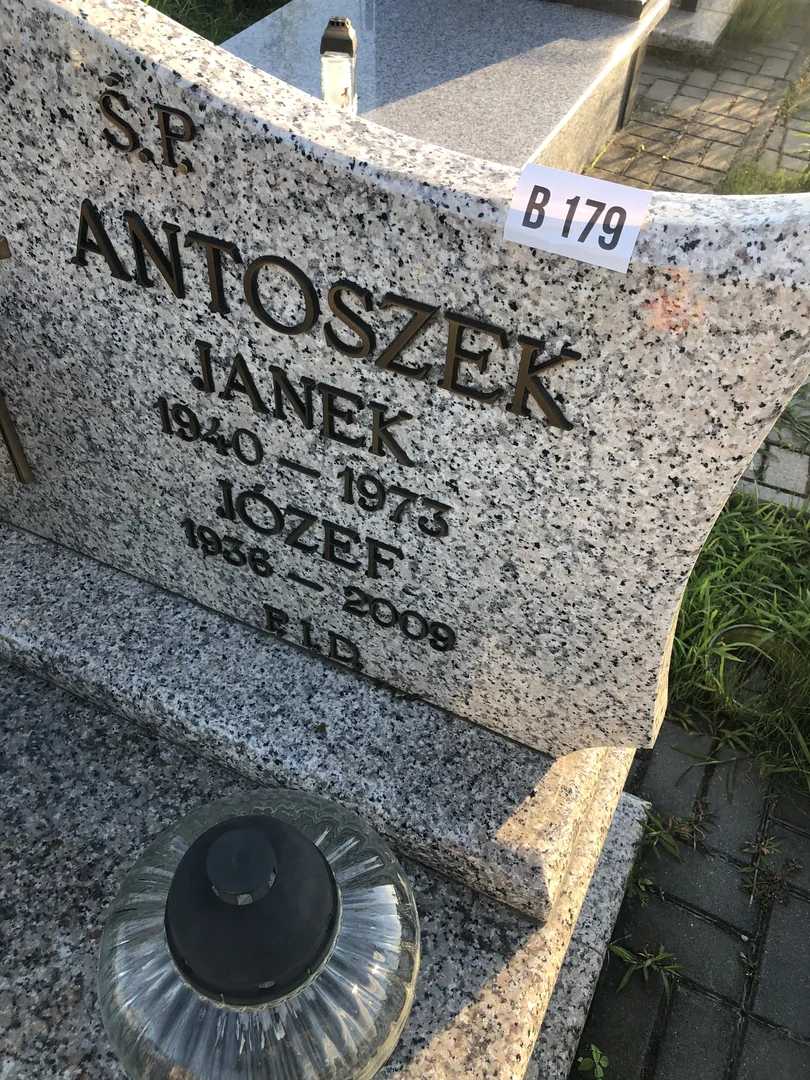 Ś.P.
B 179
ANTOSZEK
JANEK
1940 – 1973
JÓZEF
1936 – 2009
P.I.D.